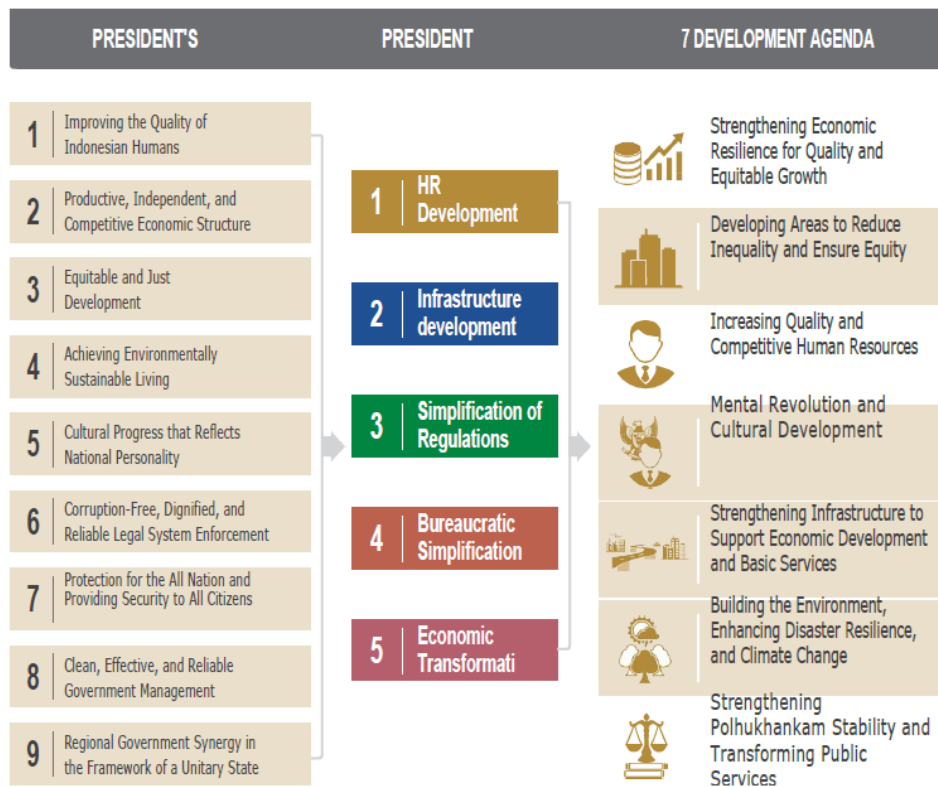 PRESIDENT'S
PRESIDENT
7 DEVELOPMENT AGENDA
1
Improving the Quality of
Indonesian Humans
2
Productive, Independent, and
Competitive Economic Structure
3
Equitable and Just
Development
4
Achieving Environmentally
Sustainable Living
5
Cultural Progress that Reflects
National Personality
6
Corruption-Free, Dignified, and
Reliable Legal System Enforcement
7
Protection for the All Nation and
Providing Security to All Citizens
8
Clean, Effective, and Reliable
Government Management
9
Regional Government Synergy in
the Framework of a Unitary State
1
HR
Development
2
Infrastructure
development
3
Simplification of
Regulations
4
Bureaucratic
Simplification
5
Economic
Transformati
Strengthening Economic
Resilience for Quality and
Equitable Growth
Developing Areas to Reduce
Inequality and Ensure Equity
Increasing Quality and
Competitive Human Resources
Mental Revolution and
Cultural Development
Strengthening Infrastructure to
Support Economic Development
and Basic Services
Building the Environment,
Enhancing Disaster Resilience,
and Climate Change
Strengthening
Polhukhankam Stability and
Transforming Public
Services